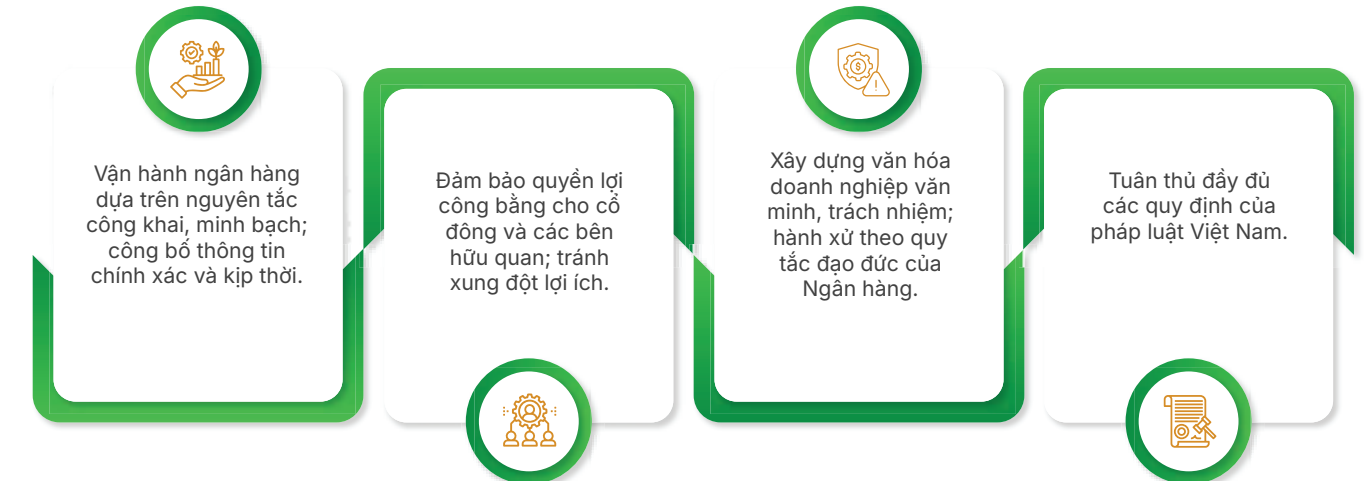 Vận hành ngân hàng
dựa trên nguyên tắc
công khai, minh bạch;
công bố thông tin
chính xác và kịp thời.
Đảm bảo quyền lợi
công bằng cho cổ
đông và các bên
hữu quan; tránh
xung đột lợi ích.
Xây dựng văn hóa
doanh nghiệp văn
minh, trách nhiệm;
hành xử theo quy
tắc đạo đức của
Ngân hàng.
Tuân thủ đầy đủ
các quy định của
pháp luật Việt Nam.